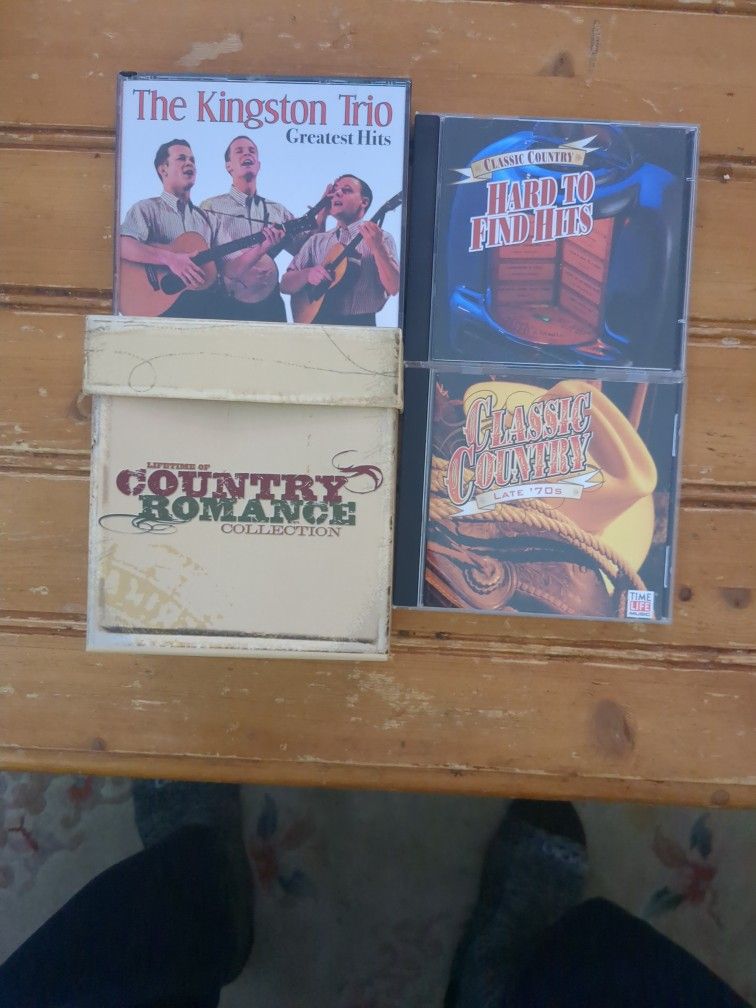 The Kingston Trio
Greatest Hits
CLASSIC COUNTRY
HARD TO
FIND HITS
LIFETIME OF
COUNTRY
ROMANCE
COLLECTION
CLASSIC
COUNTRY
LATE '70s
TIME
LIFE
MUSIC